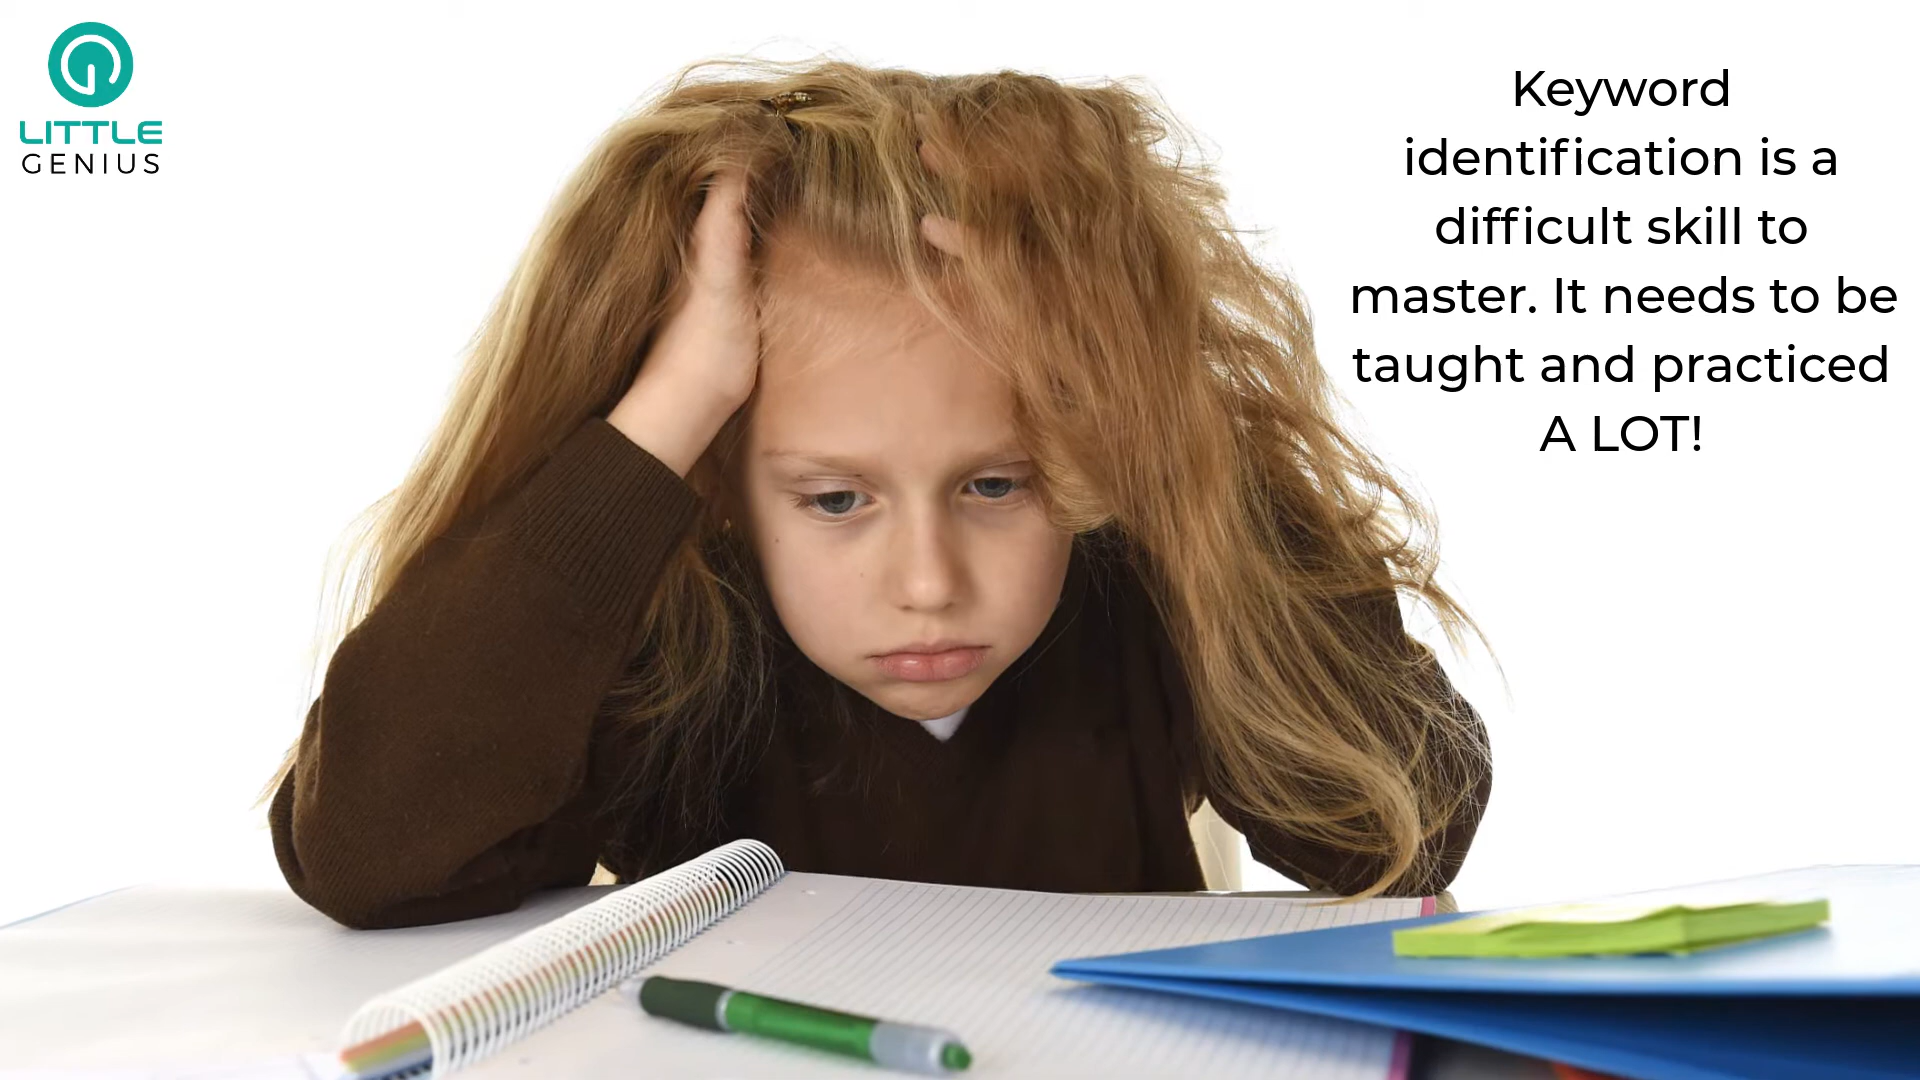 LITTLE
GENIUS
Keyword
identification is a
difficult skill to
master. It needs to be
taught and practiced
A LOT!